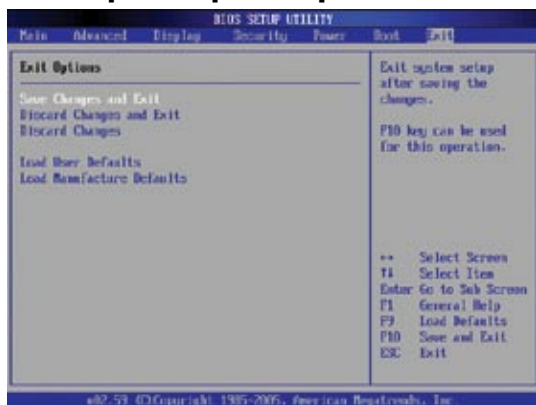 BIOS SETUP UTILITY
Main Advanced Display Security Power Boot Exit
Exit Options
Save Changes and Exit
Discard Changes and Exit
Discard Changes
Load User Defaults
Load Manufacture Defaults
Exit system setup
after saving the
changes.
F10 key can be used
for this operation.
↔ Select Screen
↑↓ Select Item
Enter Go to Sub Screen
F1 General Help
F9 Load Defaults
F10 Save and Exit
ESC Exit
v02.59 (C)Copyright 1985-2005, American Megatrends, Inc.